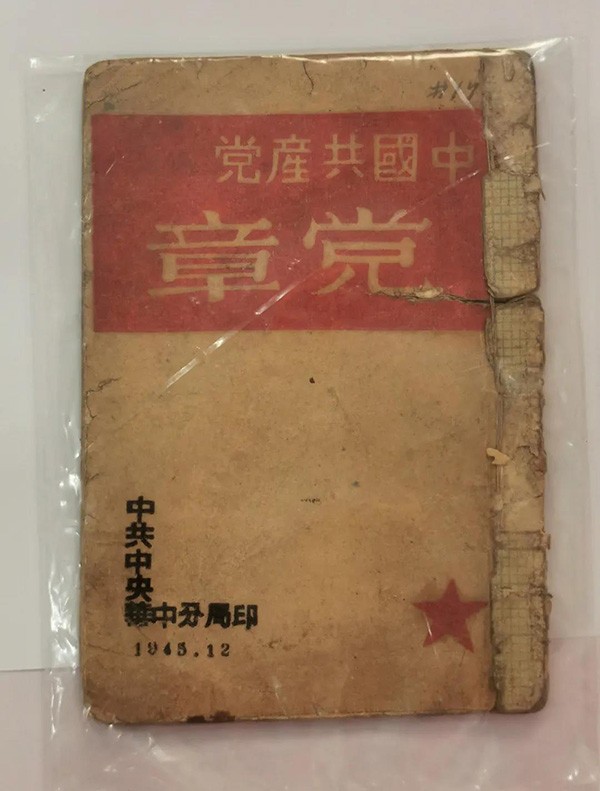 中國共産党
党章
中共中央
華中分局印
1945.12